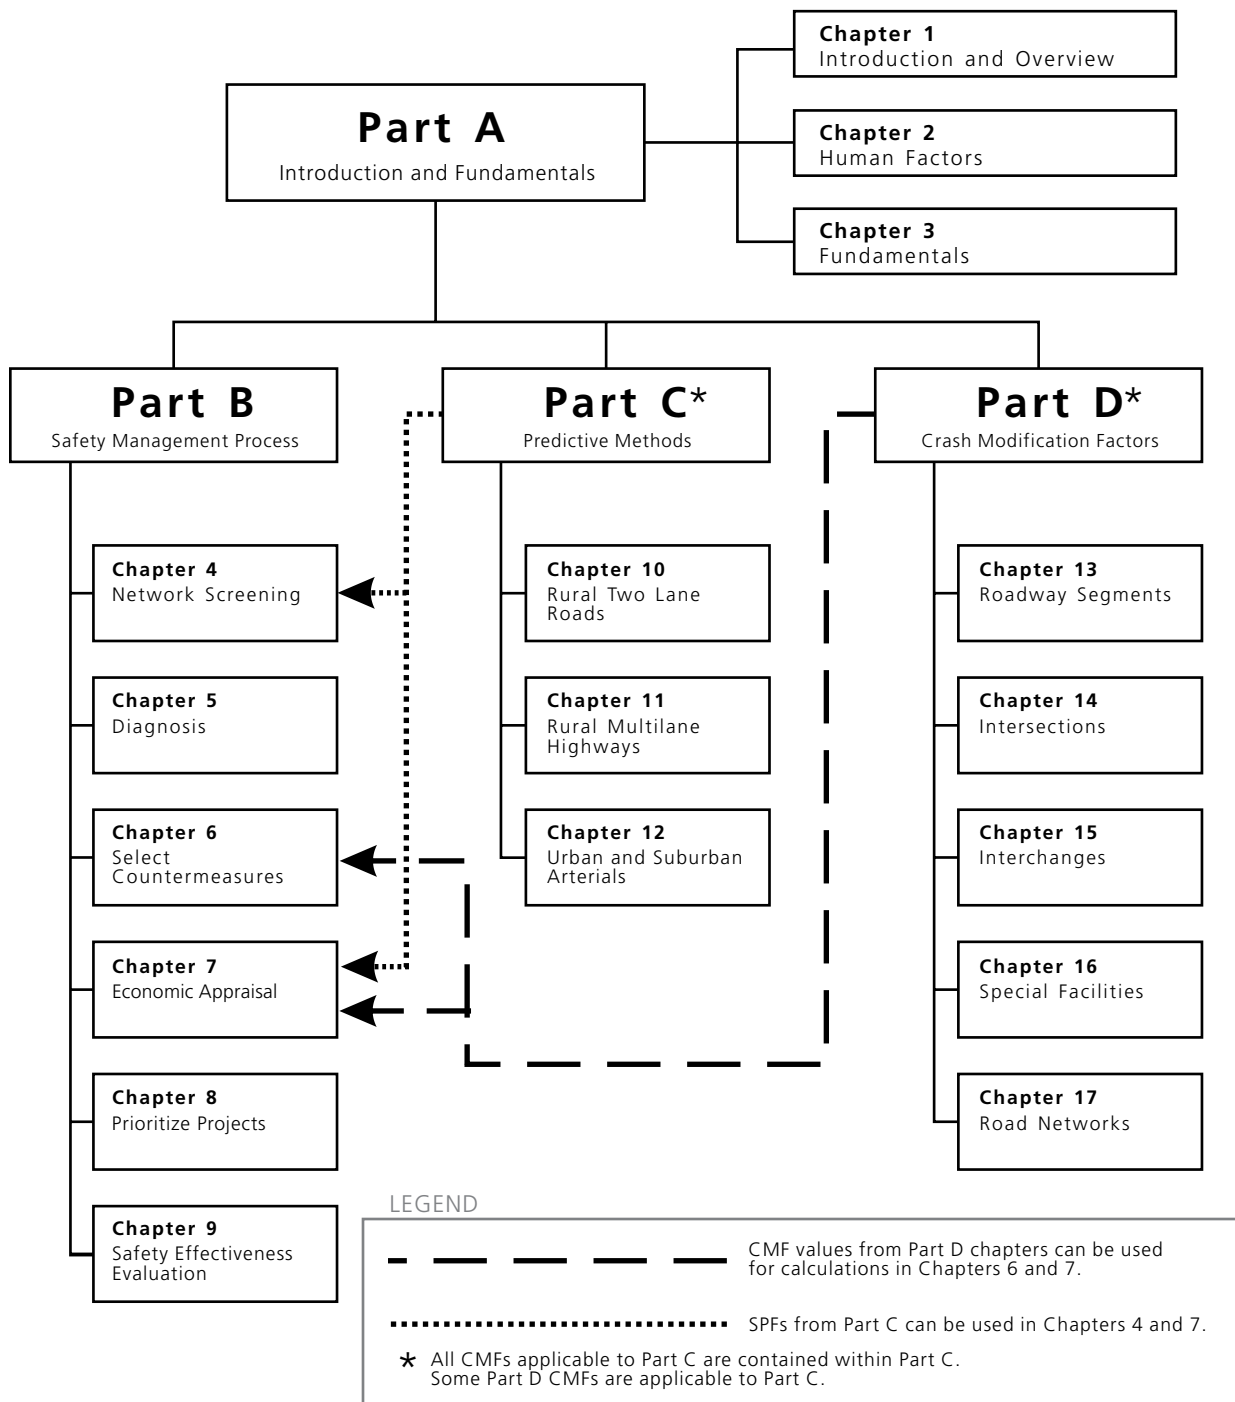 Chapter 1
Introduction and Overview
Part A
Introduction and Fundamentals
Chapter 2
Human Factors
Chapter 3
Fundamentals
Part B
Safety Management Process
Chapter 4
Network Screening
Chapter 5
Diagnosis
Chapter 6
Select
Countermeasures
Chapter 7
Economic Appraisal
Chapter 8
Prioritize Projects
Chapter 9
Safety Effectiveness
Evaluation
Part C*
Predictive Methods
Chapter 10
Rural Two Lane
Roads
Chapter 11
Rural Multilane
Highways
Chapter 12
Urban and Suburban
Arterials
Part D*
Crash Modification Factors
Chapter 13
Roadway Segments
Chapter 14
Intersections
Chapter 15
Interchanges
Chapter 16
Special Facilities
Chapter 17
Road Networks
LEGEND
CMF values from Part D chapters can be used
for calculations in Chapters 6 and 7.
SPFs from Part C can be used in Chapters 4 and 7.
* All CMFs applicable to Part C are contained within Part C.
Some Part D CMFs are applicable to Part C.